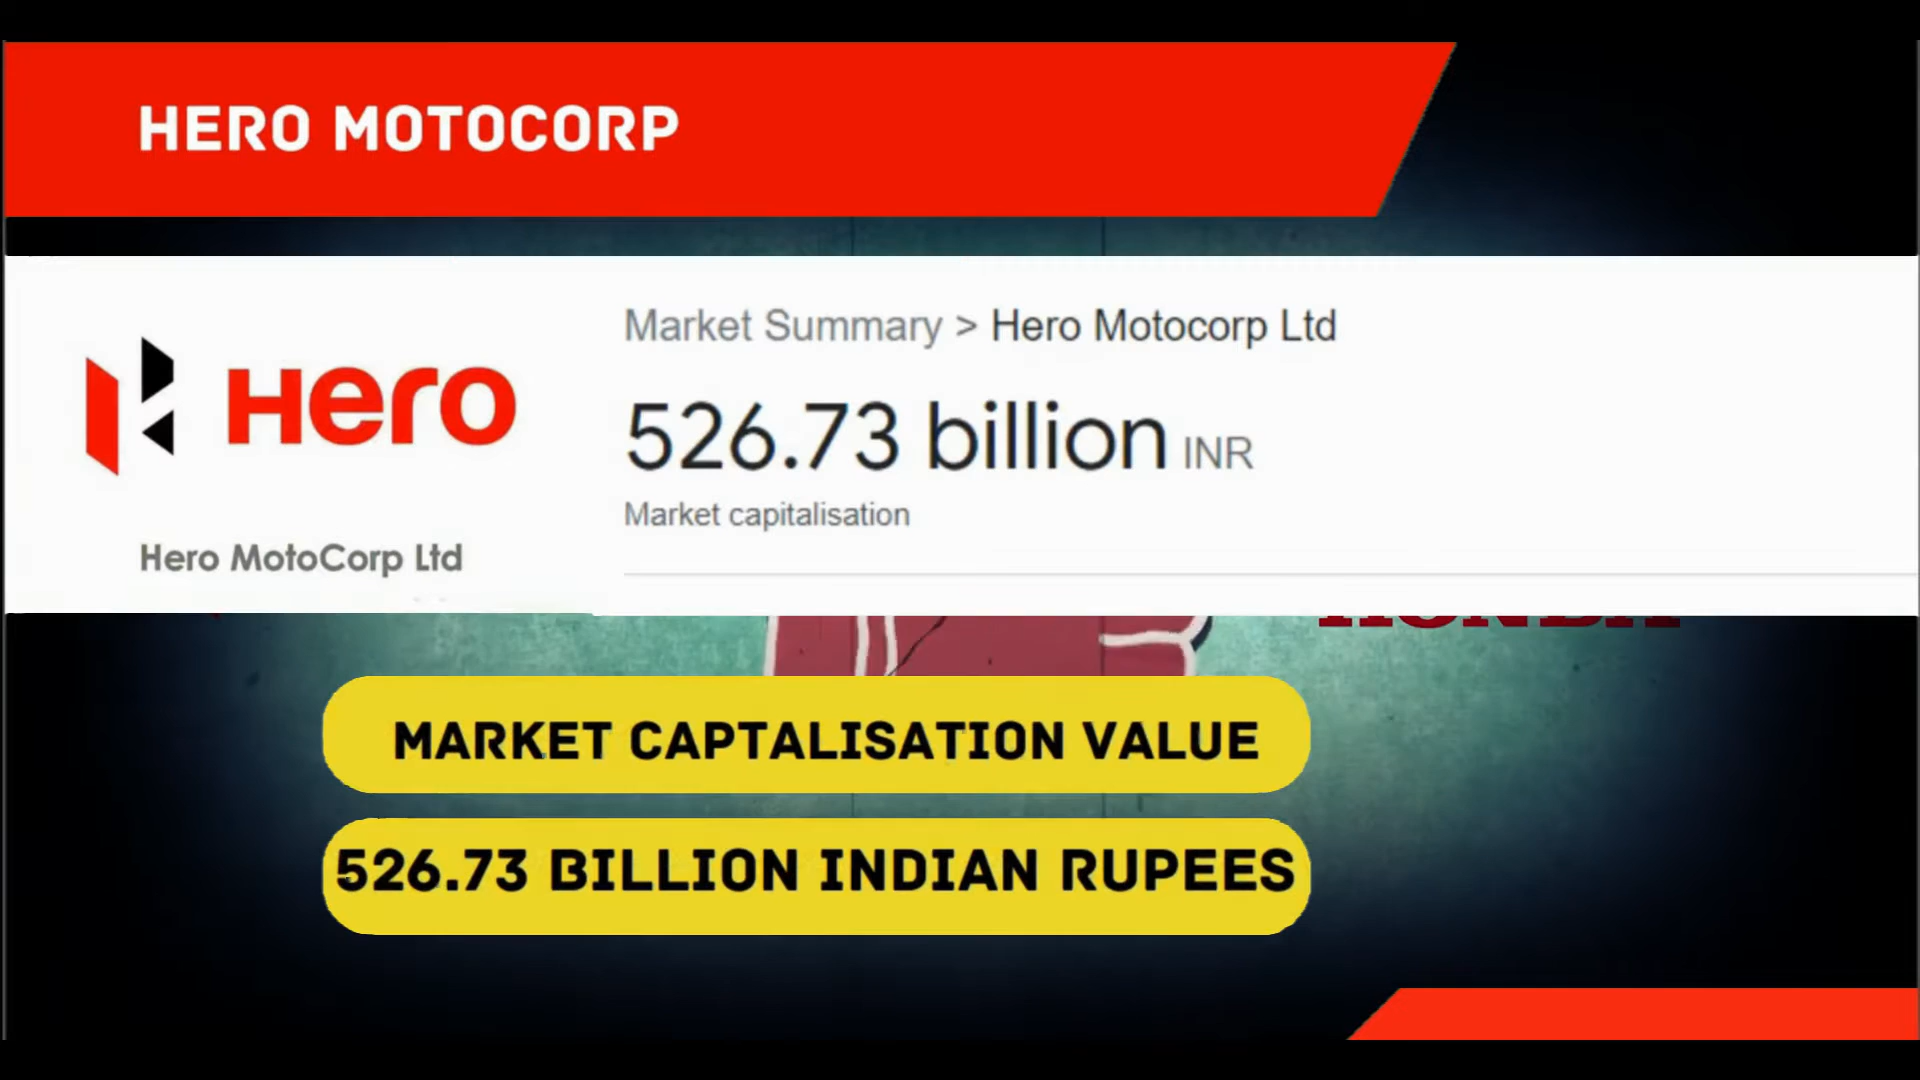 HERO MOTOCORP
Hero
Hero MotoCorp Ltd
Market Summary > Hero Motocorp Ltd
526.73 billion INR
Market capitalisation
HONDA
MARKET CAPTALISATION VALUE
526.73 BILLION INDIAN RUPEES